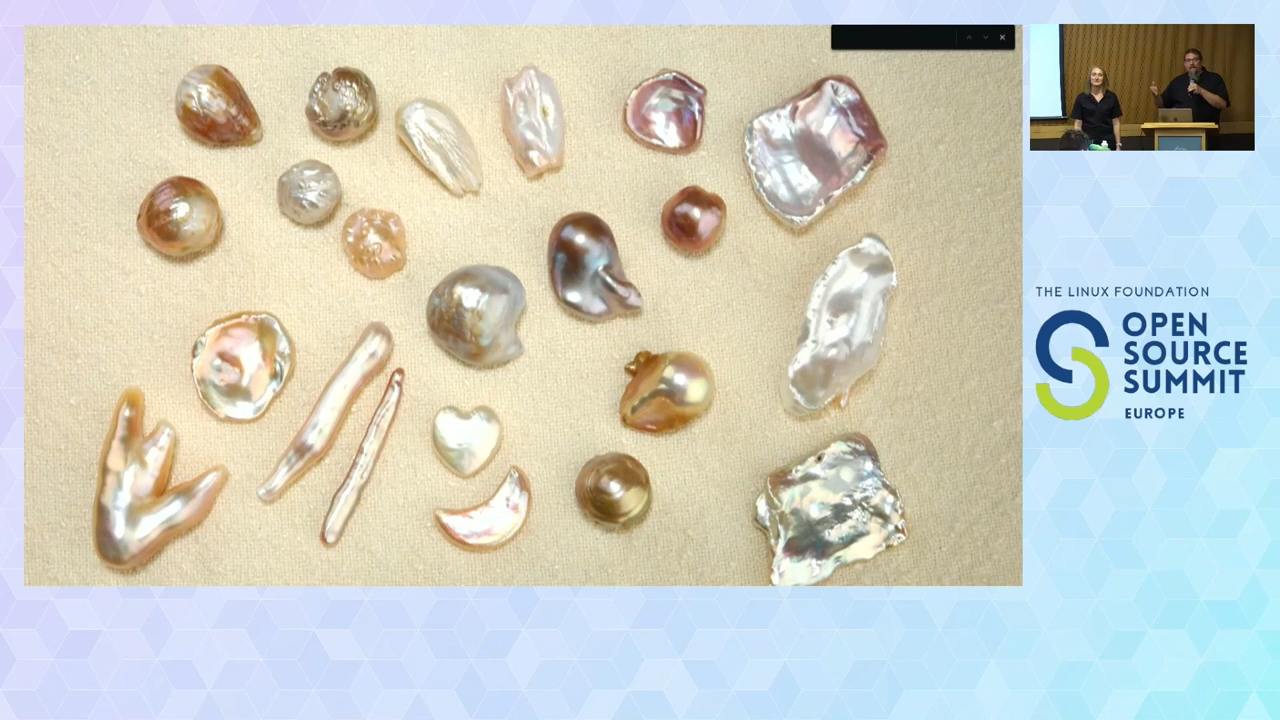 THE LINUX FOUNDATION
OPEN
SOURCE
SUMMIT
EUROPE